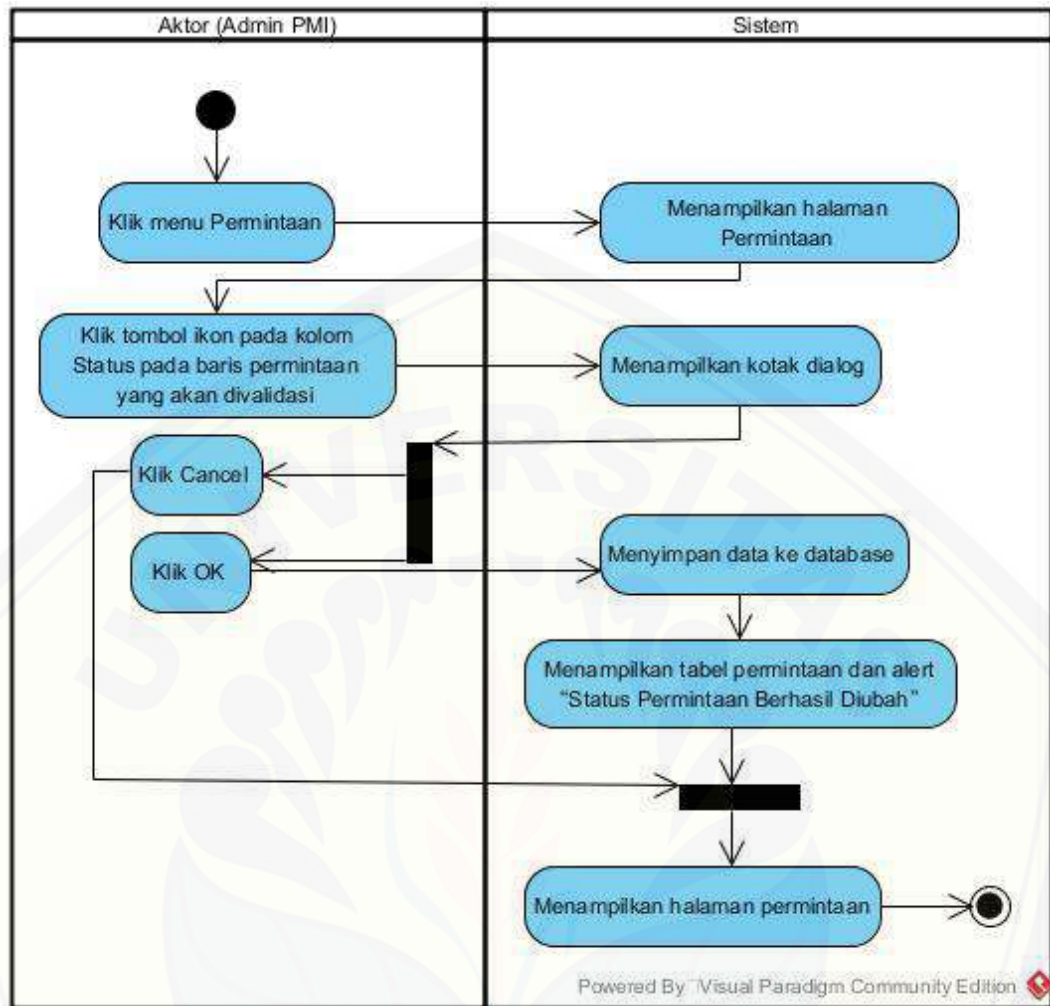 Aktor (Admin PMI)
Sistem
Klik menu Permintaan
Menampilkan halaman
Permintaan
Klik tombol ikon pada kolom
Status pada baris permintaan
yang akan divalidasi
Menampilkan kotak dialog
Klik Cancel
Klik OK
Menyimpan data ke database
Menampilkan tabel permintaan dan alert
“Status Permintaan Berhasil Diubah”
Menampilkan halaman permintaan
UNIVERSITAS
Powered By Visual Paradigm Community Edition